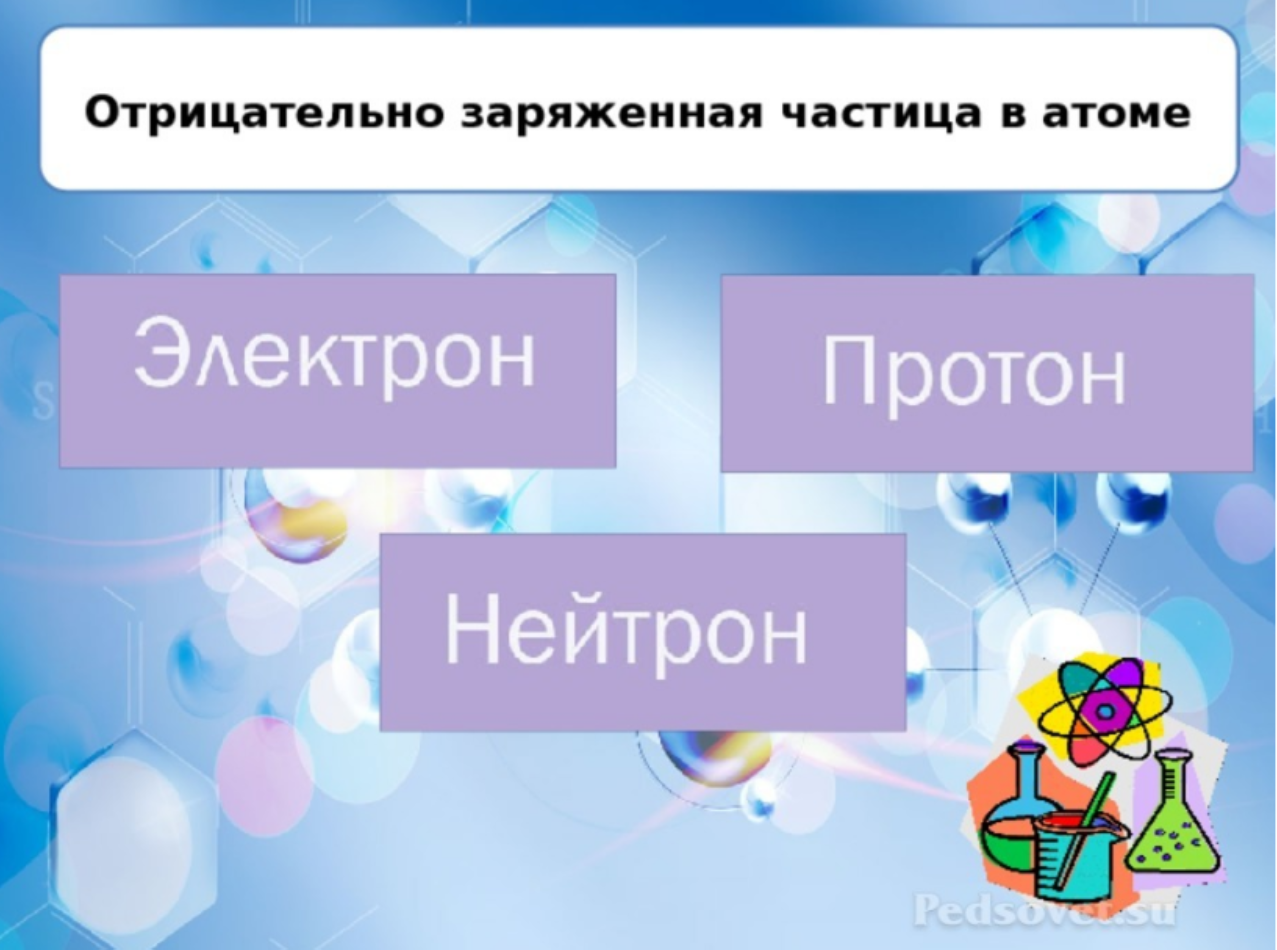 Отрицательно заряженная частица в атоме
Электрон
Протон
Нейтрон
Pedsovet.su